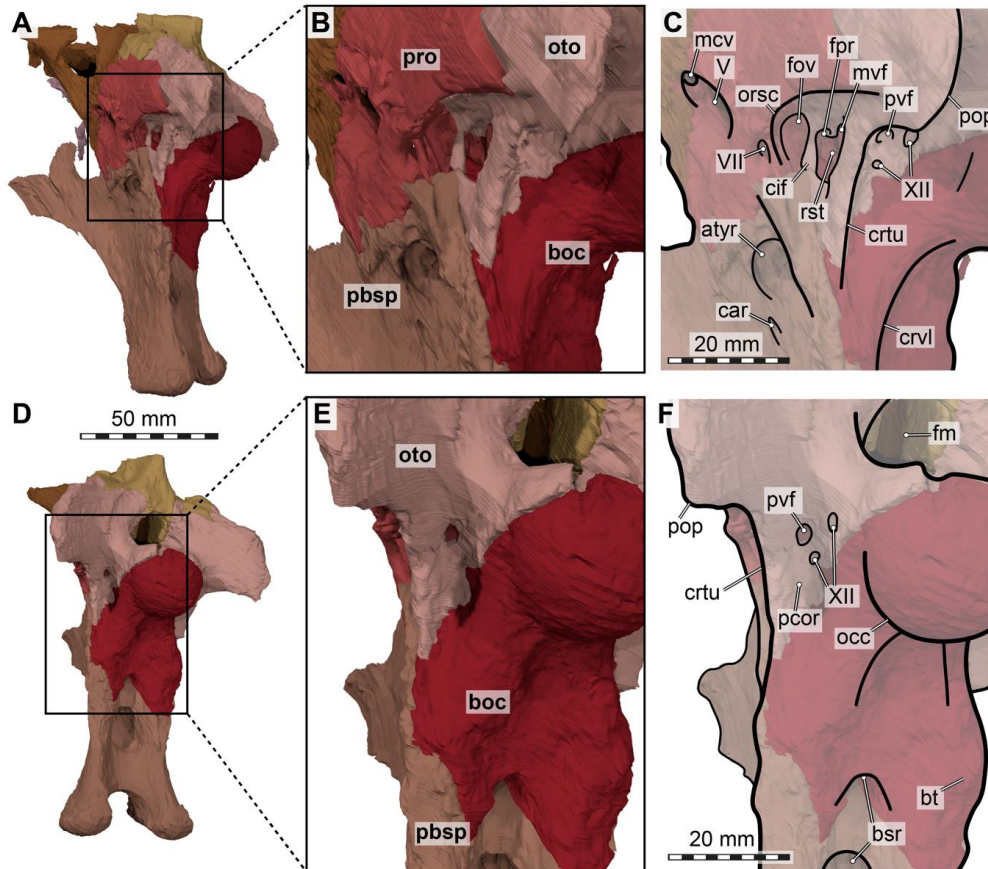 A
B
pro
oto
pbsp
boc
C
mcv
V
orsc
fov
fpr
mvf
pvf
pop
VII
cif
rst
XII
atyr
crtu
car
20 mm
crvl
D
50 mm
E
oto
boc
pbsp
F
fm
pvf
pop
crtu
XII
pcor
occ
bt
bsr
20 mm